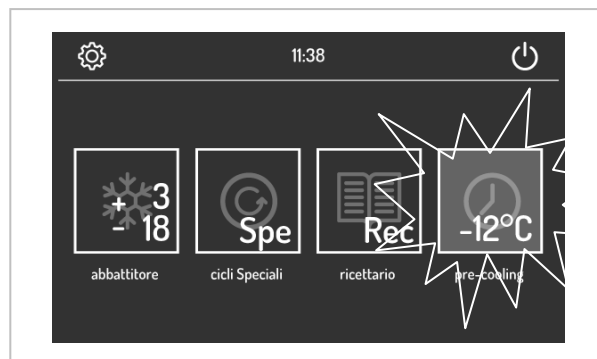 11:38
+ 3
- 18
Spe
Rec
-12°C
abbattitore
cicli Speciali
ricettario
pre-cooling